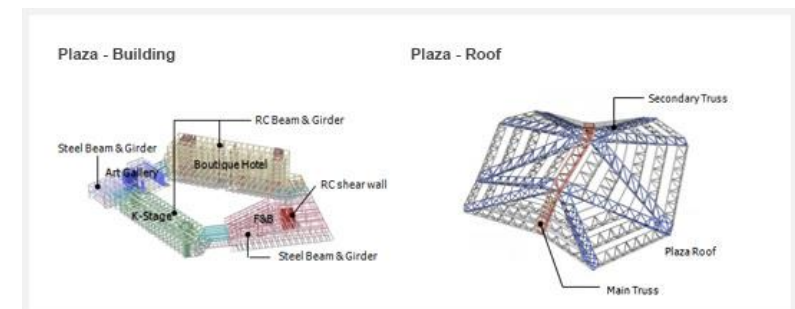 Plaza - Building
Plaza - Roof
RC Beam & Girder
Steel Beam & Girder
Art Gallery
Boutique Hotel
RC shear wall
K-Stage
F&B
Steel Beam & Girder
Secondary Truss
Plaza Roof
Main Truss